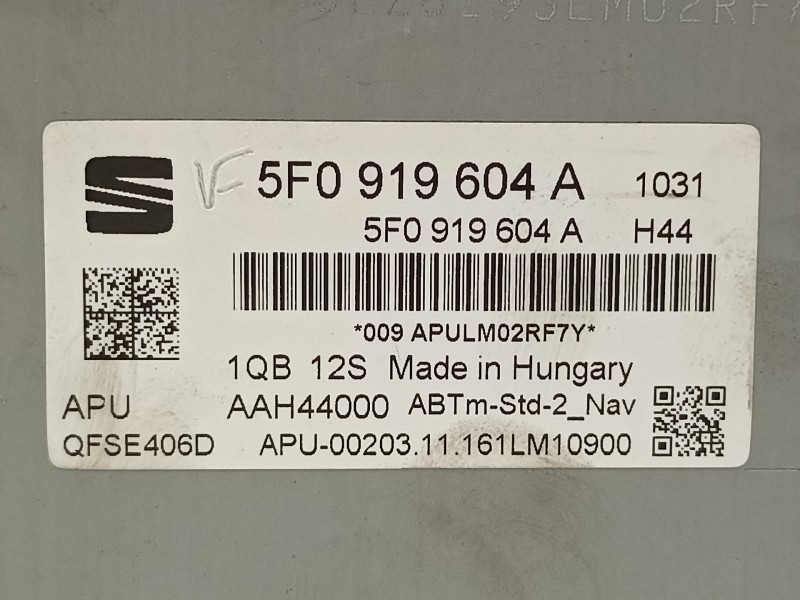 VF 5F0 919 604 A 1031
5F0 919 604 A H44
*009 APULM02RF7Y*
1QB 12S Made in Hungary
APU AAH44000 ABTm-Std-2_Nav
QFSE406D APU-00203.11.161LM10900